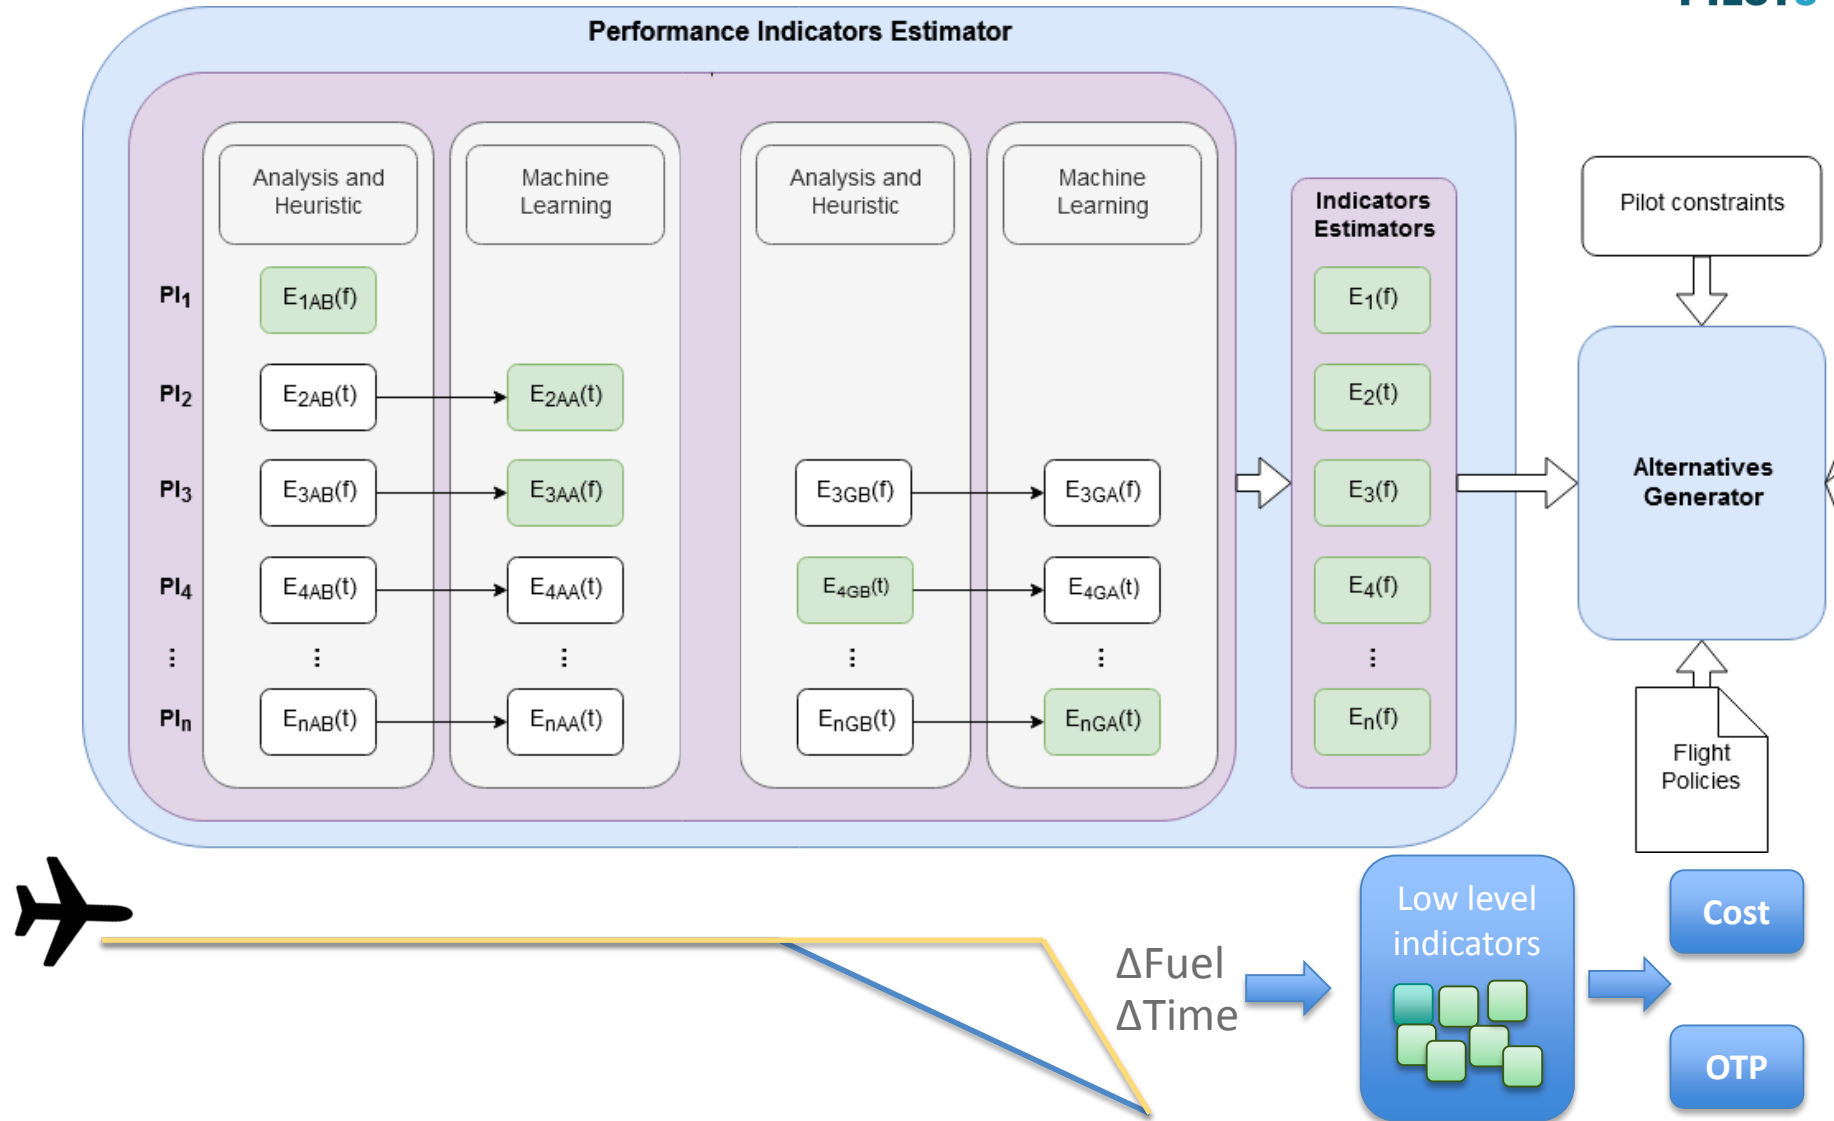 Performance Indicators Estimator
Analysis and
Heuristic
Machine
Learning
Analysis and
Heuristic
Machine
Learning
Indicators
Estimators
Pilot constraints
PI1
E1AB(f)
E1(f)
PI2
E2AB(t)
E2AA(t)
E2(t)
PI3
E3AB(f)
E3AA(f)
E3GB(f)
E3GA(f)
E3(f)
Alternatives
Generator
PI4
E4AB(t)
E4AA(t)
E4GB(t)
E4GA(t)
E4(f)
⋮ ⋮ ⋮ ⋮ ⋮ ⋮
PIn
EnAB(t)
EnAA(t)
EnGB(t)
EnGA(t)
En(f)
Flight
Policies
ΔFuel
ΔTime
Low level
indicators
Cost
OTP